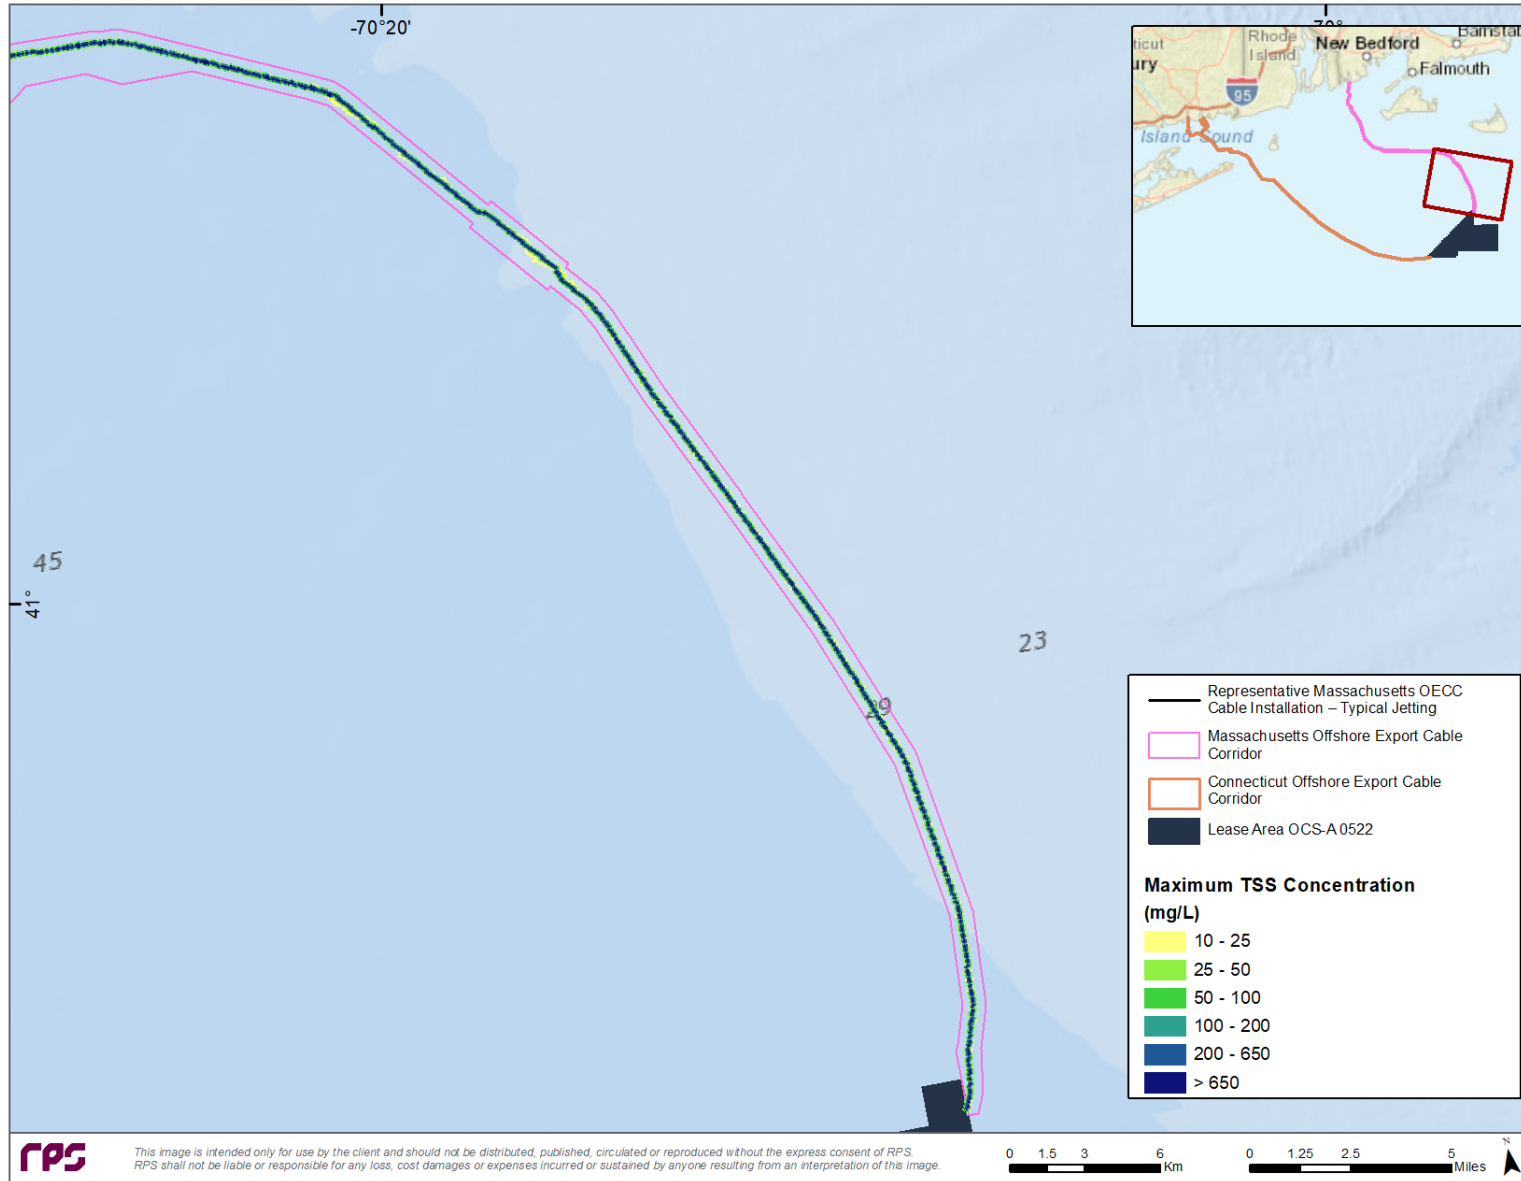 -70°20'
-70°
ticut
ury
Rhode
Island
New Bedford
Barnstab
Falmouth
95
Island Sound
45
41°
23
29
Representative Massachusetts OECC
Cable Installation – Typical Jetting
Massachusetts Offshore Export Cable
Corridor
Connecticut Offshore Export Cable
Corridor
Lease Area OCS-A 0522
Maximum TSS Concentration
(mg/L)
10 - 25
25 - 50
50 - 100
100 - 200
200 - 650
> 650
rps
This image is intended only for use by the client and should not be distributed, published, circulated or reproduced without the express consent of RPS.
RPS shall not be liable or responsible for any loss, cost damages or expenses incurred or sustained by anyone resulting from an interpretation of this image.
0 1.5 3 6 Km
0 1.25 2.5 5 Miles
N